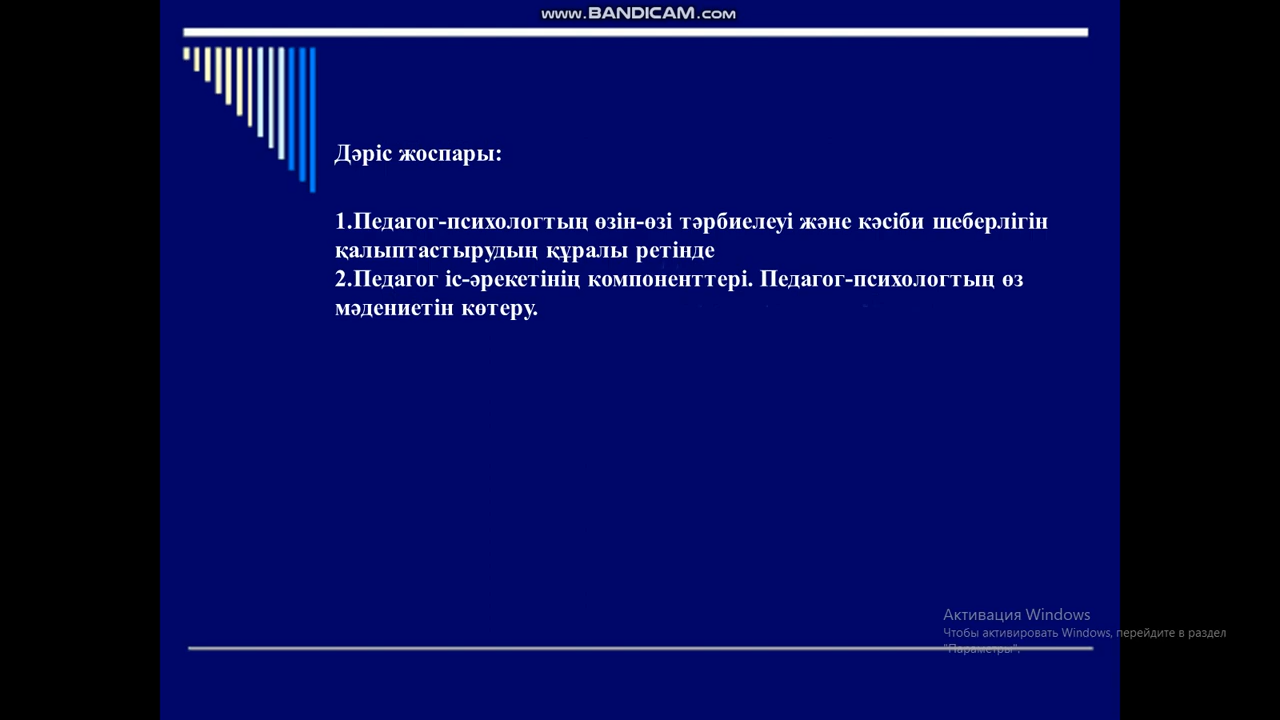 www.BANDICAM.com
Дәріс жоспары:
1.Педагог-психологтың өзін-өзі тәрбиелеуі және кәсіби шеберлігін
қалыптастырудың құралы ретінде
2.Педагог іс-әрекетінің компоненттері. Педагог-психологтың өз
мәдениетін көтеру.
Активация Windows
Чтобы активировать Windows, перейдите в раздел
"Параметры".